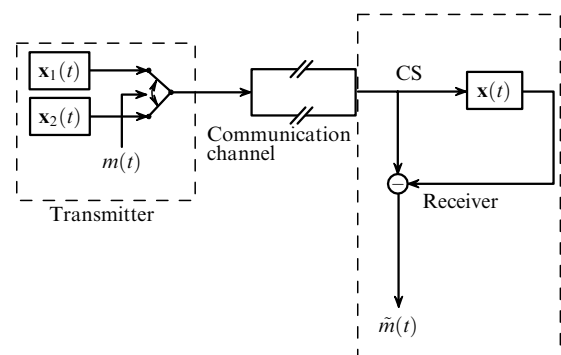 x₁(t)
x₂(t)
m(t)
Transmitter
Communication
channel
CS
x(t)
−
Receiver
m̃(t)